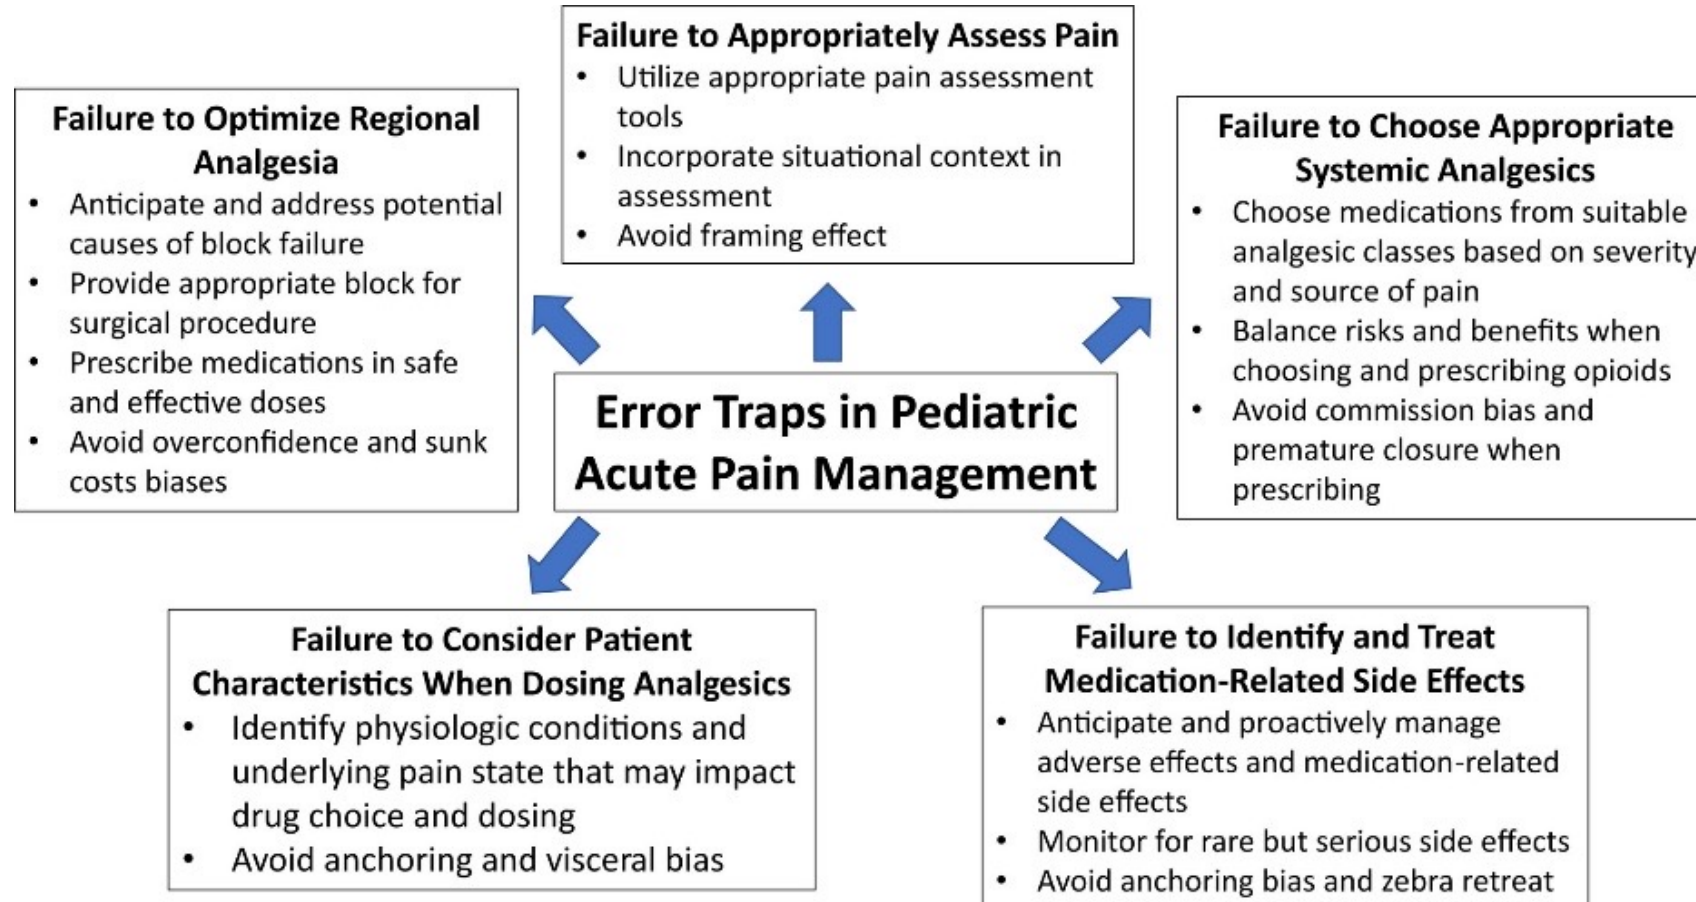 Failure to Appropriately Assess Pain
• Utilize appropriate pain assessment
tools
• Incorporate situational context in
assessment
• Avoid framing effect
Failure to Optimize Regional
Analgesia
• Anticipate and address potential
causes of block failure
• Provide appropriate block for
surgical procedure
• Prescribe medications in safe
and effective doses
• Avoid overconfidence and sunk
costs biases
Failure to Choose Appropriate
Systemic Analgesics
• Choose medications from suitable
analgesic classes based on severity
and source of pain
• Balance risks and benefits when
choosing and prescribing opioids
• Avoid commission bias and
premature closure when
prescribing
Error Traps in Pediatric
Acute Pain Management
Failure to Consider Patient
Characteristics When Dosing Analgesics
• Identify physiologic conditions and
underlying pain state that may impact
drug choice and dosing
• Avoid anchoring and visceral bias
Failure to Identify and Treat
Medication-Related Side Effects
• Anticipate and proactively manage
adverse effects and medication-related
side effects
• Monitor for rare but serious side effects
• Avoid anchoring bias and zebra retreat